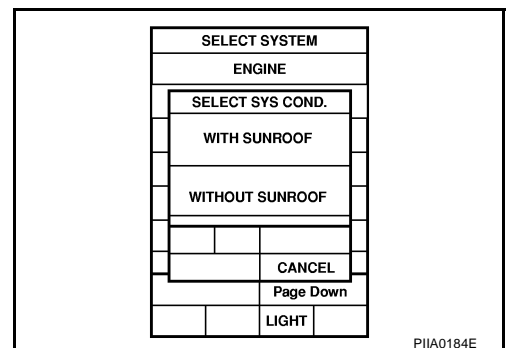 SELECT SYSTEM
ENGINE
SELECT SYS COND.
WITH SUNROOF
WITHOUT SUNROOF
CANCEL
Page Down
LIGHT
PIIA0184E